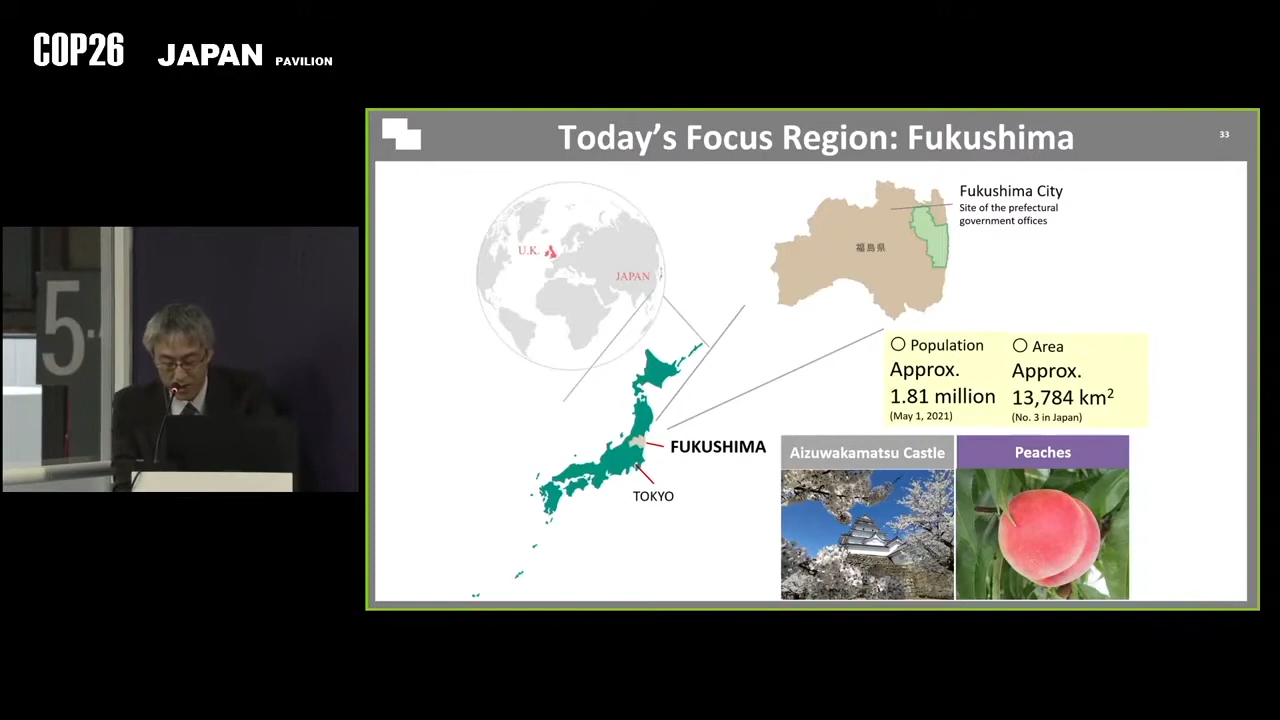 COP26 JAPAN PAVILION
5
Today's Focus Region: Fukushima
33
U.K.
JAPAN
福島県
Fukushima City
Site of the prefectural
government offices
○ Population
Approx.
1.81 million
(May 1, 2021)
○ Area
Approx.
13,784 km²
(No. 3 in Japan)
FUKUSHIMA
TOKYO
Aizuwakamatsu Castle
Peaches